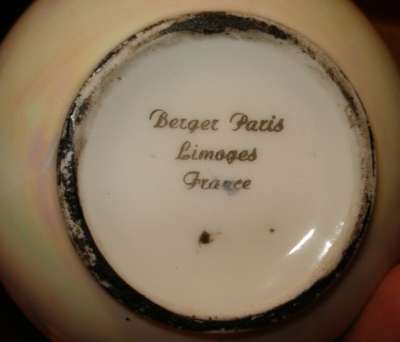 Berger Paris
Limoges
France